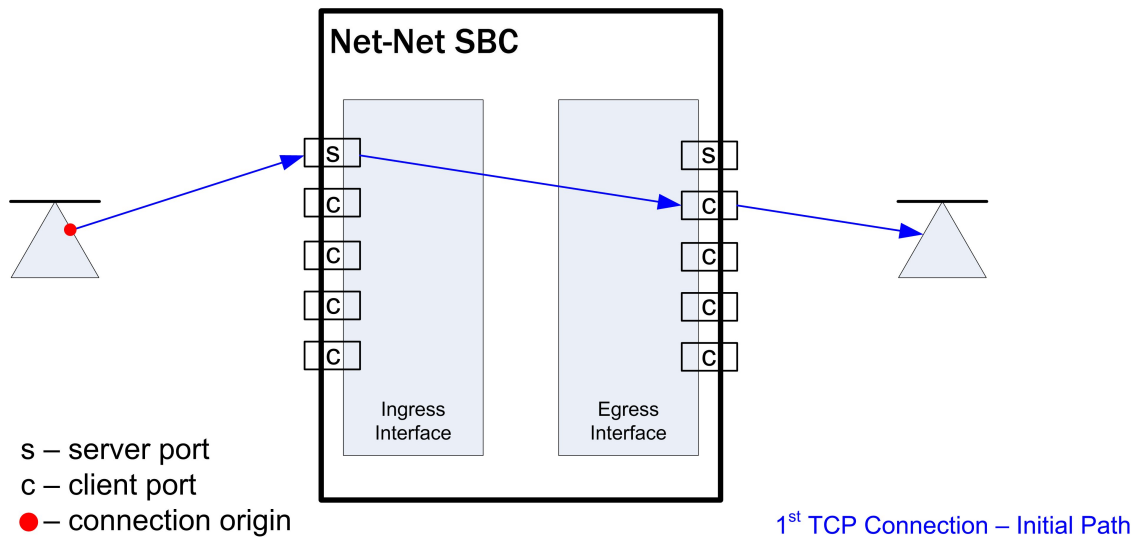 Net-Net SBC
s
c
c
c
c
s
c
c
c
c
Ingress
Interface
Egress
Interface
s – server port
c – client port
– connection origin
1st TCP Connection – Initial Path